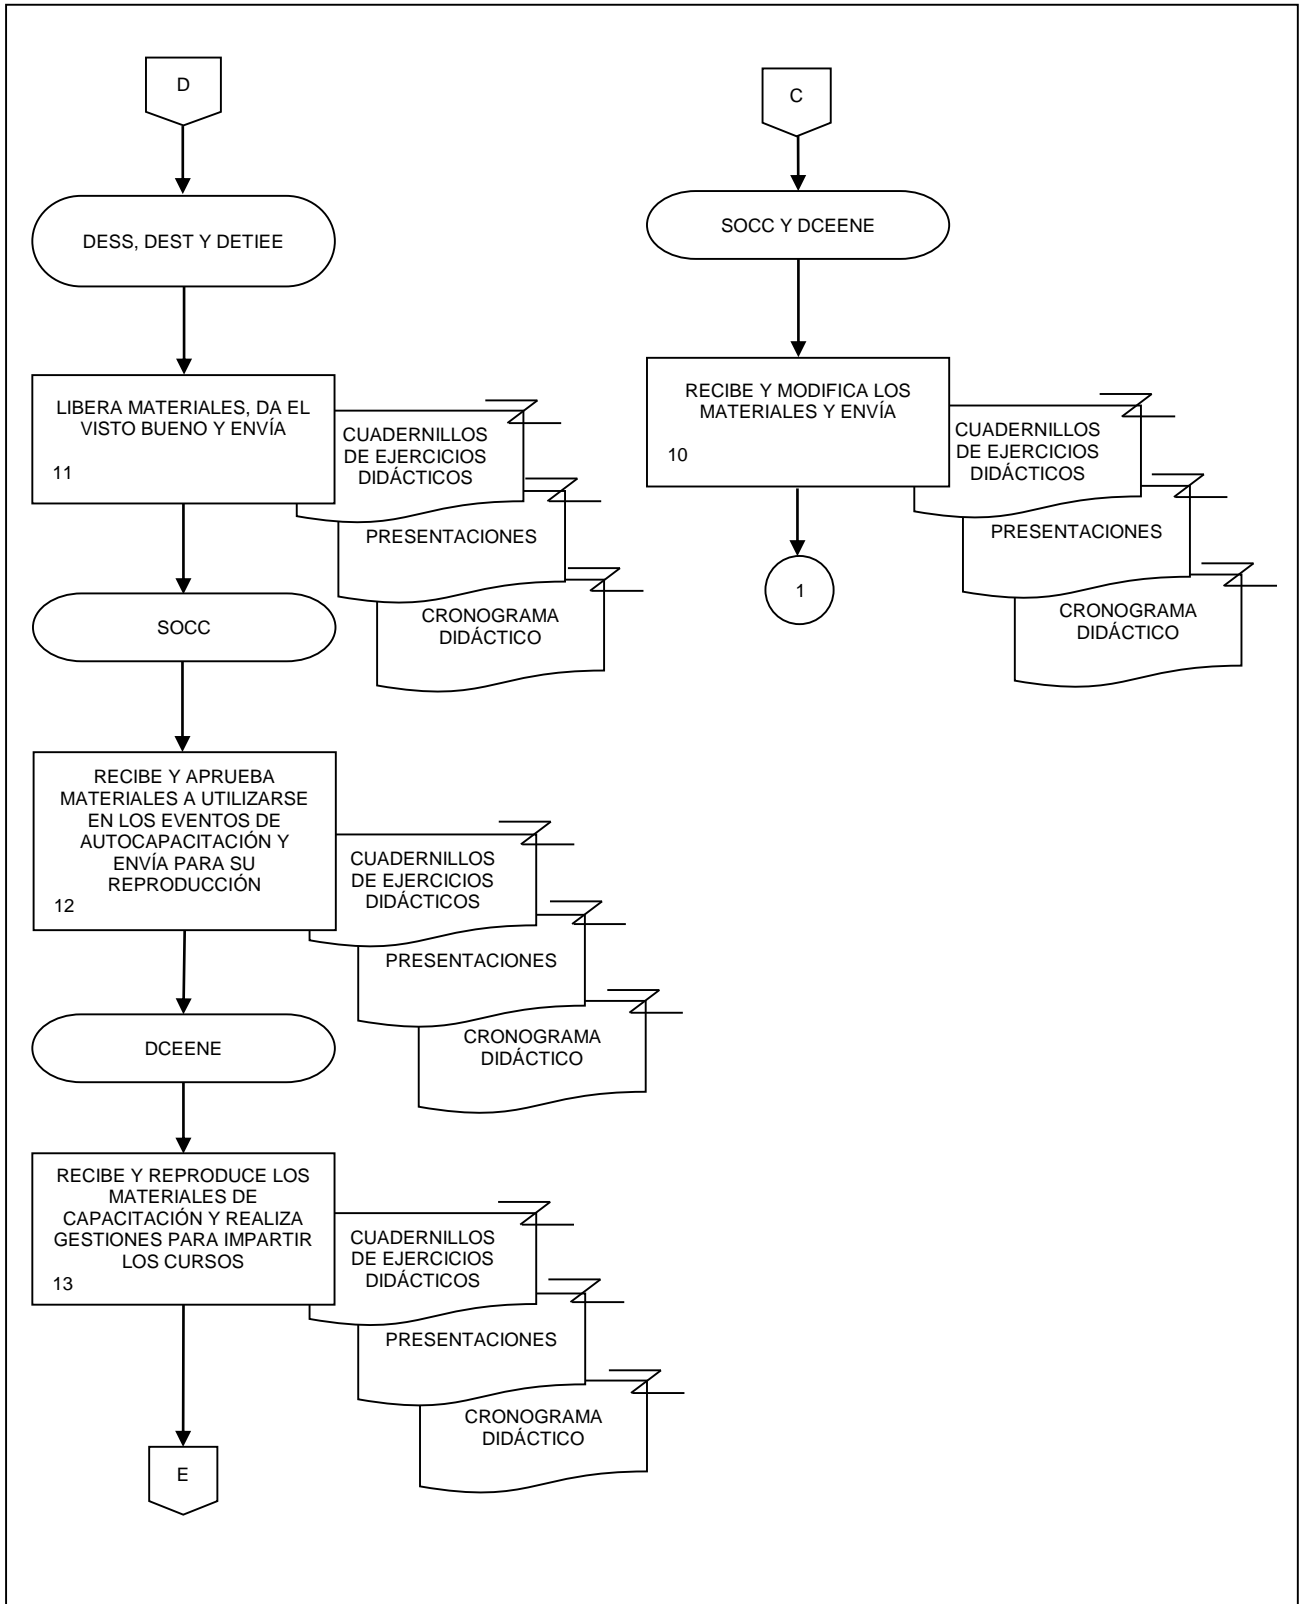 D
DESS, DEST Y DETIEE
LIBERA MATERIALES, DA EL
VISTO BUENO Y ENVÍA
11
CUADERNILLOS
DE EJERCICIOS
DIDÁCTICOS
PRESENTACIONES
CRONOGRAMA
DIDÁCTICO
SOCC
RECIBE Y APRUEBA
MATERIALES A UTILIZARSE
EN LOS EVENTOS DE
AUTOCAPACITACIÓN Y
ENVÍA PARA SU
REPRODUCCIÓN
12
CUADERNILLOS
DE EJERCICIOS
DIDÁCTICOS
PRESENTACIONES
CRONOGRAMA
DIDÁCTICO
DCEENE
RECIBE Y REPRODUCE LOS
MATERIALES DE
CAPACITACIÓN Y REALIZA
GESTIONES PARA IMPARTIR
LOS CURSOS
13
CUADERNILLOS
DE EJERCICIOS
DIDÁCTICOS
PRESENTACIONES
CRONOGRAMA
DIDÁCTICO
E
C
SOCC Y DCEENE
RECIBE Y MODIFICA LOS
MATERIALES Y ENVÍA
10
CUADERNILLOS
DE EJERCICIOS
DIDÁCTICOS
PRESENTACIONES
CRONOGRAMA
DIDÁCTICO
1